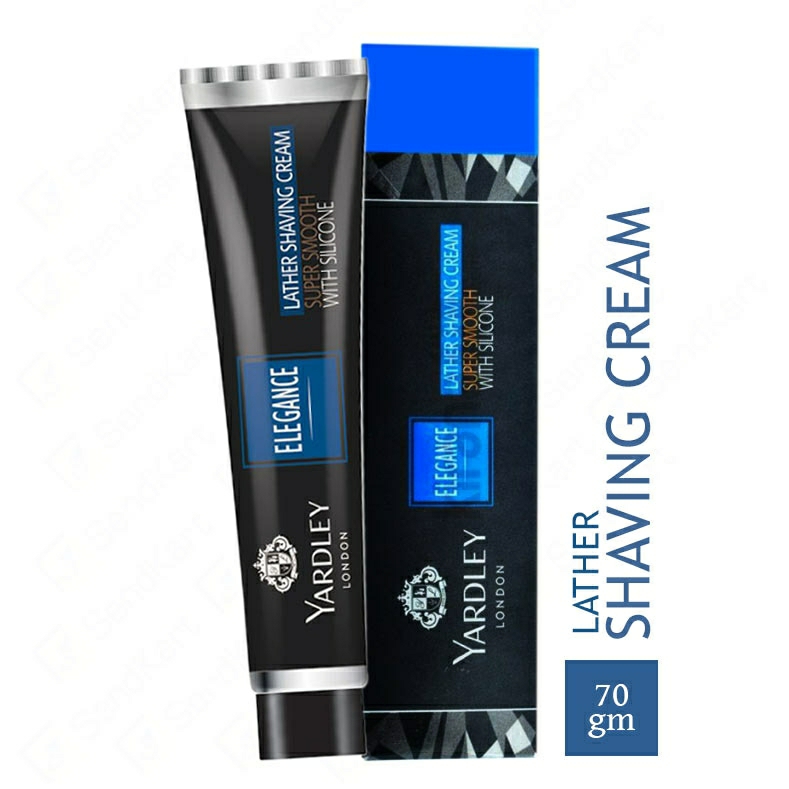 YARDLEY
LONDON
ELEGANCE
LATHER SHAVING CREAM
SUPER SMOOTH
WITH SILICONE
YARDLEY
LONDON
ELEGANCE
LATHER SHAVING CREAM
SUPER SMOOTH
WITH SILICONE
LATHER
SHAVING CREAM
70
gm
SendKart